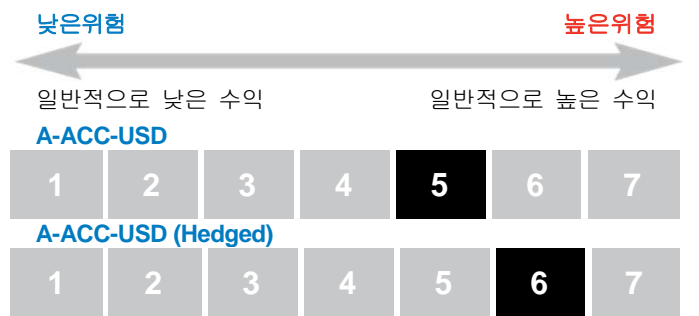 낮은위험 높은위험
일반적으로 낮은 수익 일반적으로 높은 수익
A-ACC-USD
1 2 3 4 5 6 7
A-ACC-USD (Hedged)
1 2 3 4 5 6 7